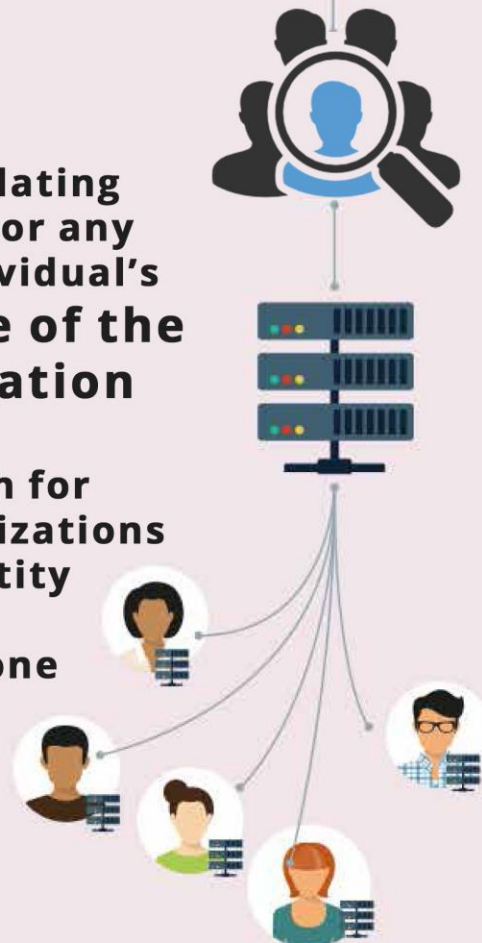 lating
or any
vidual's
e of the
ation
n for
izations
tity
one